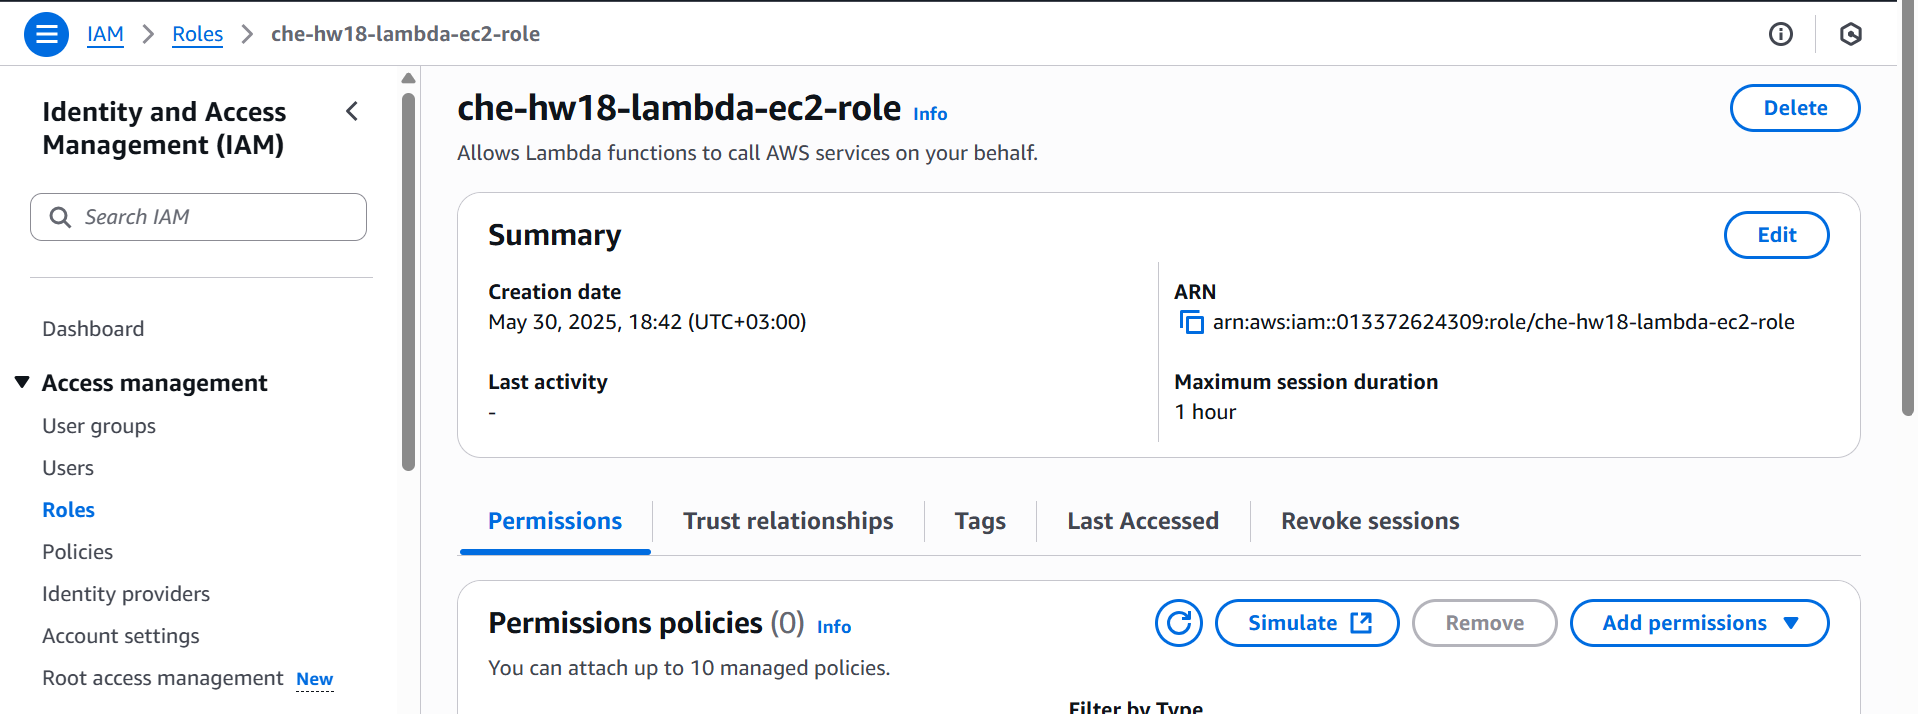 IAM > Roles > che-hw18-lambda-ec2-role
Identity and Access
Management (IAM)
Search IAM
Dashboard
Access management
User groups
Users
Roles
Policies
Identity providers
Account settings
Root access management New
che-hw18-lambda-ec2-role Info
Delete
Allows Lambda functions to call AWS services on your behalf.
Summary
Edit
Creation date
May 30, 2025, 18:42 (UTC+03:00)
ARN
arn:aws:iam::013372624309:role/che-hw18-lambda-ec2-role
Last activity
-
Maximum session duration
1 hour
Permissions Trust relationships Tags Last Accessed Revoke sessions
Permissions policies (0) Info
Simulate Remove Add permissions
You can attach up to 10 managed policies.
Filter by Type